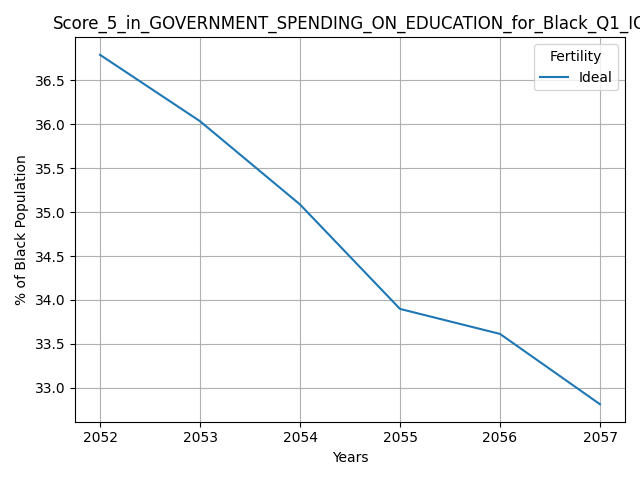 Score_5_in_GOVERNMENT_SPENDING_ON_EDUCATION_for_Black_Q1_IC
Fertility
Ideal
% of Black Population
36.5
36.0
35.5
35.0
34.5
34.0
33.5
33.0
2052 2053 2054 2055 2056 2057
Years